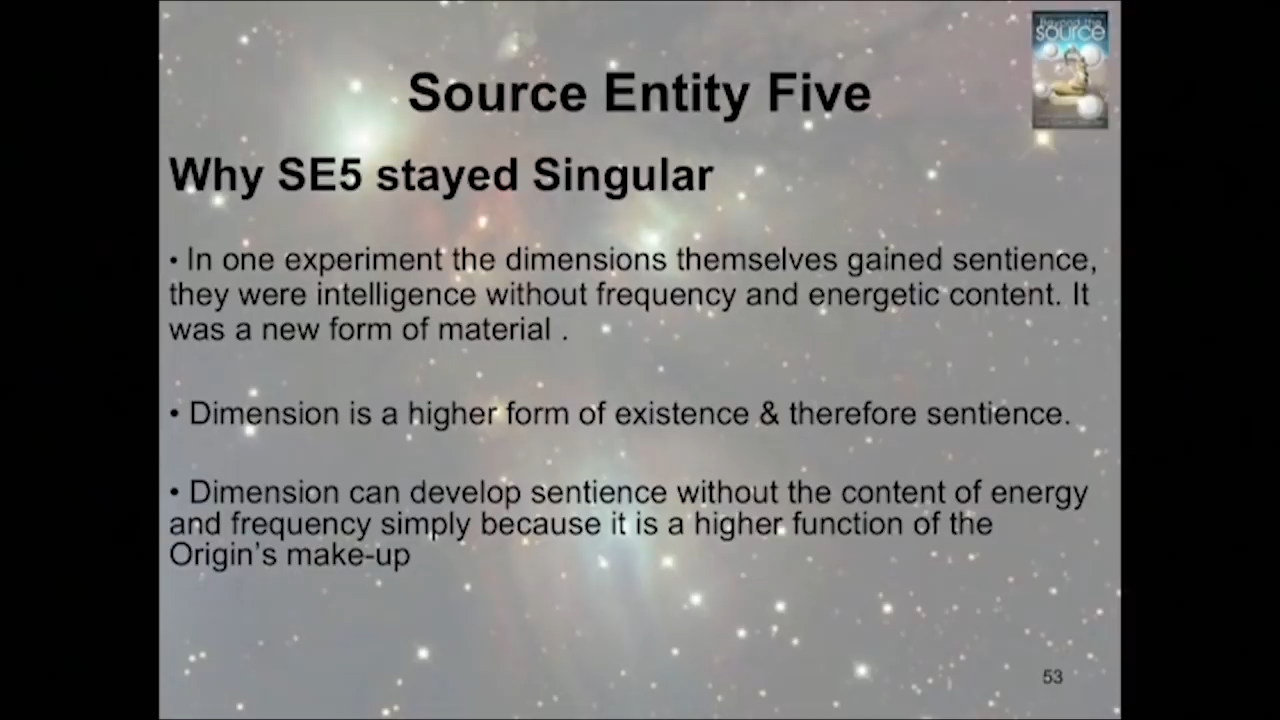 Beyond the
Source
Source Entity Five
Why SE5 stayed Singular
• In one experiment the dimensions themselves gained sentience,
they were intelligence without frequency and energetic content. It
was a new form of material .
• Dimension is a higher form of existence & therefore sentience.
• Dimension can develop sentience without the content of energy
and frequency simply because it is a higher function of the
Origin’s make-up
53